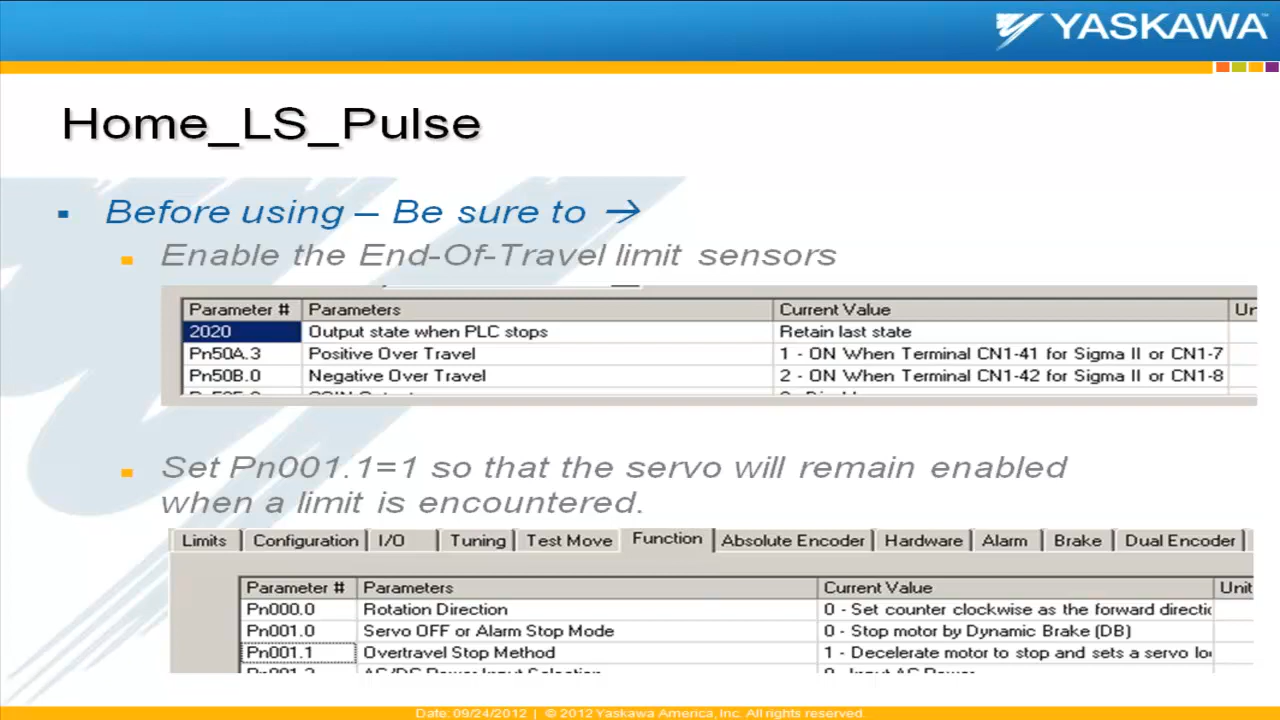 YASKAWA
Home_LS_Pulse
Before using – Be sure to →
Enable the End-Of-Travel limit sensors
Parameter # Parameters Current Value Un
2020 Output state when PLC stops Retain last state
Pn50A.3 Positive Over Travel 1 - ON When Terminal CN1-41 for Sigma II or CN1-7
Pn50B.0 Negative Over Travel 2 - ON When Terminal CN1-42 for Sigma II or CN1-8
Set Pn001.1=1 so that the servo will remain enabled
when a limit is encountered.
Limits Configuration I/O Tuning Test Move Function Absolute Encoder Hardware Alarm Brake Dual Encoder
Parameter # Parameters Current Value Unit
Pn000.0 Rotation Direction 0 - Set counter clockwise as the forward directic
Pn001.0 Servo OFF or Alarm Stop Mode 0 - Stop motor by Dynamic Brake (DB)
Pn001.1 Overtravel Stop Method 1 - Decelerate motor to stop and sets a servo lo
Date: 09/24/2012 | © 2012 Yaskawa America, Inc. All rights reserved